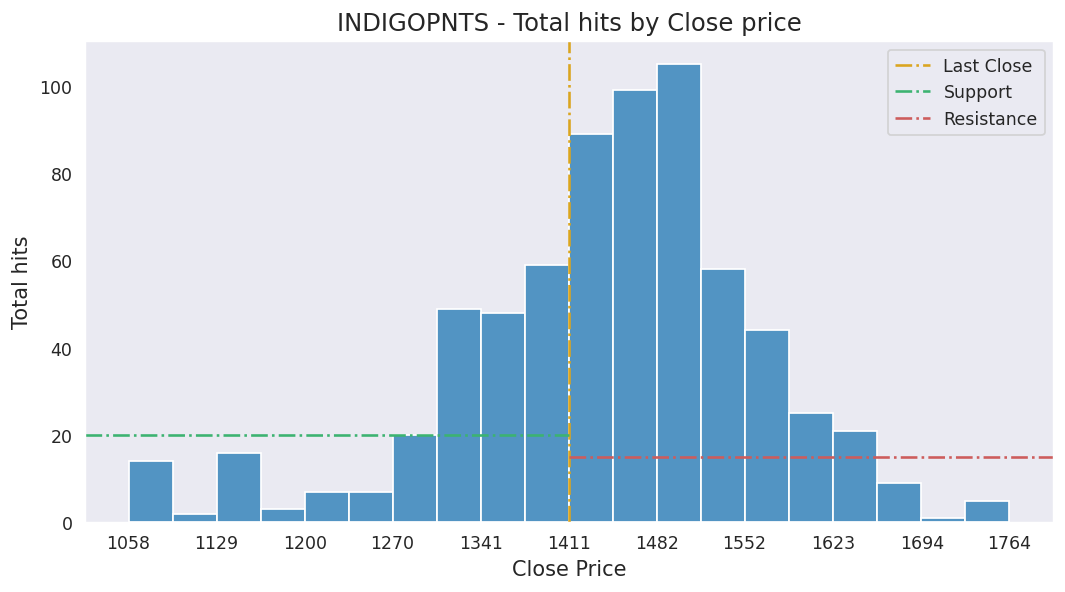 INDIGOPNTS - Total hits by Close price
Last Close
Support
Resistance
Total hits
100
80
60
40
20
0
1058 1129 1200 1270 1341 1411 1482 1552 1623 1694 1764
Close Price